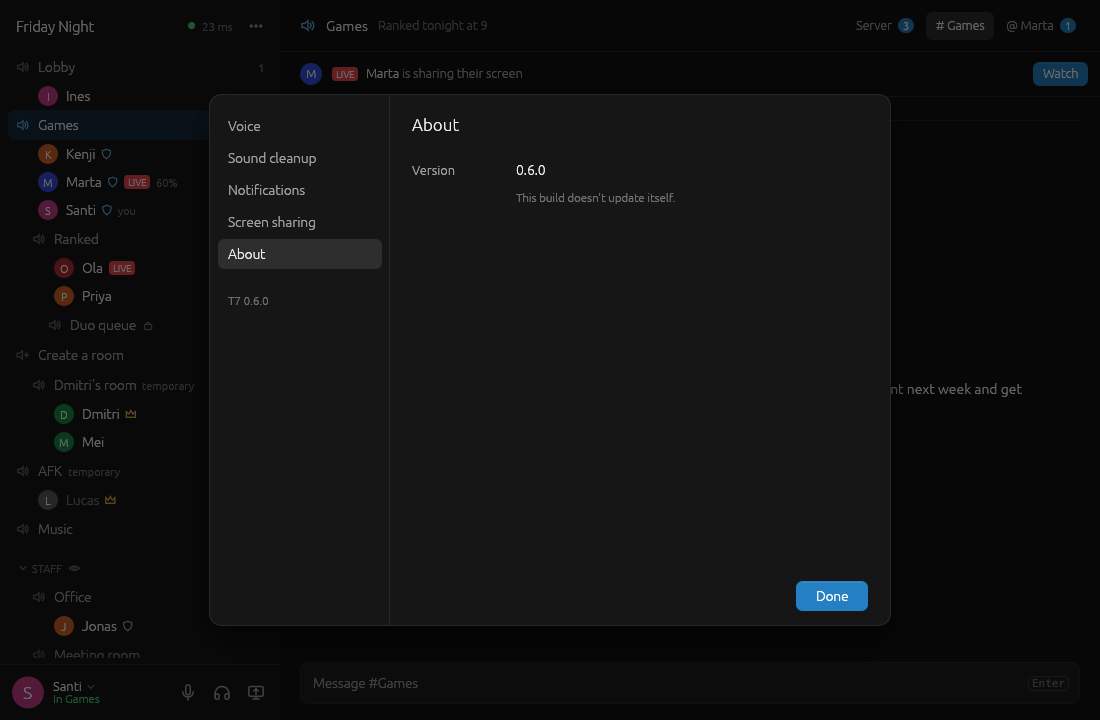 Friday Night
23 ms
Games
Ranked tonight at 9
Server 3
# Games
@ Marta 1
Lobby 1
I Ines
Games
K Kenji
M Marta LIVE 60%
S Santi you
Ranked
O Ola LIVE
P Priya
Duo queue
Create a room
Dmitri's room temporary
D Dmitri
M Mei
AFK temporary
L Lucas
Music
STAFF
Office
J Jonas
Meeting room
S Santi
In Games
M LIVE Marta is sharing their screen
Watch
Voice
Sound cleanup
Notifications
Screen sharing
About
T7 0.6.0
About
Version 0.6.0
This build doesn't update itself.
Done
nt next week and get
Message #Games
Enter